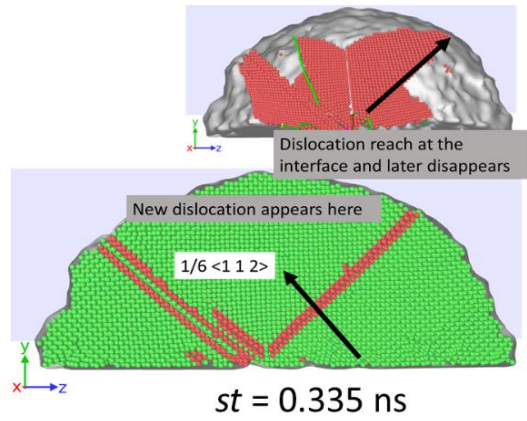 y
x
z
Dislocation reach at the
interface and later disappears
New dislocation appears here
1/6 <1 1 2>
y
x
z
st = 0.335 ns